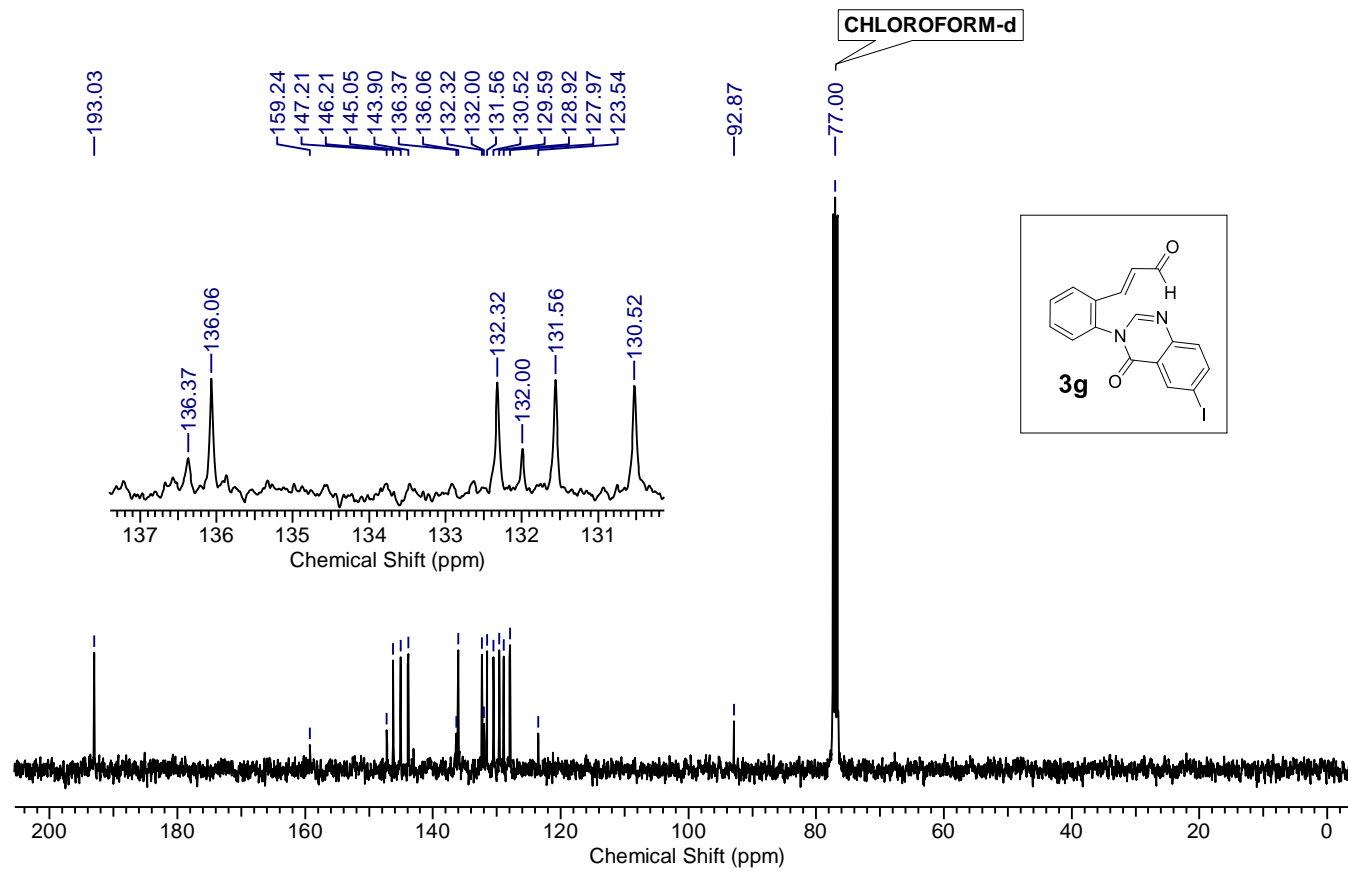 CHLOROFORM-d
193.03
159.24
147.21
146.21
145.05
143.90
136.37
136.06
132.32
132.00
131.56
130.52
129.59
128.92
127.97
123.54
92.87
77.00
136.37
136.06
132.32
132.00
131.56
130.52
137 136 135 134 133 132 131
Chemical Shift (ppm)
O
H
N
N
O
3g
I
200 180 160 140 120 100 80 60 40 20 0
Chemical Shift (ppm)